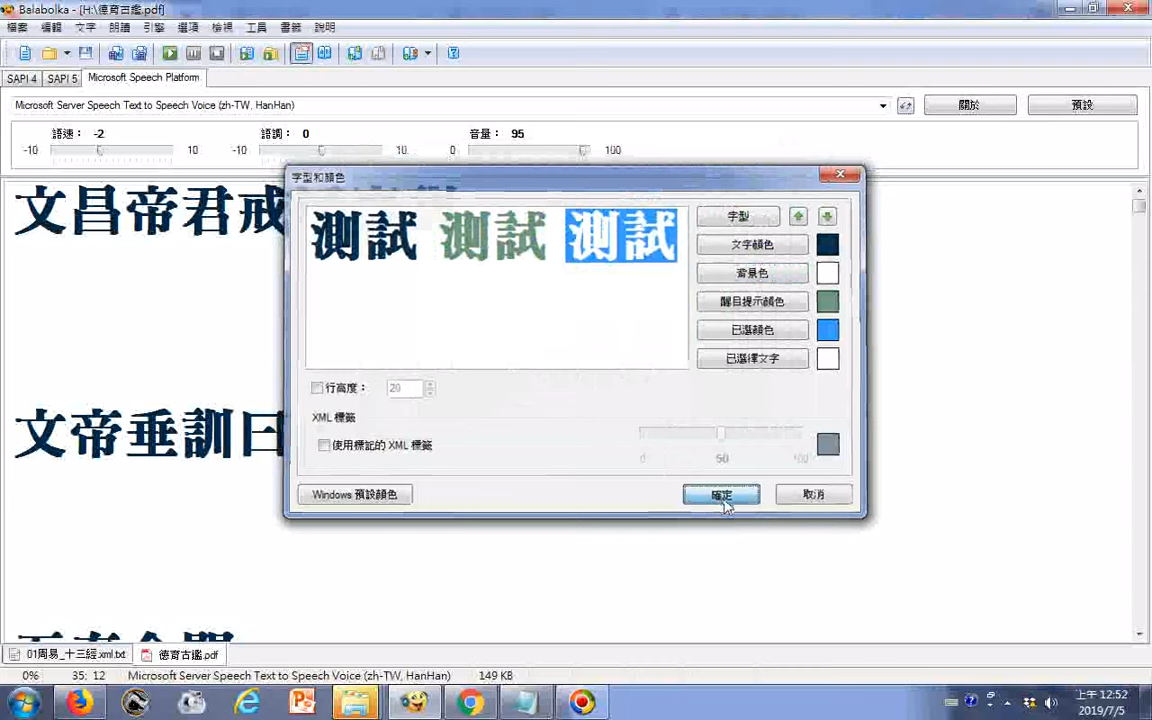 Balabolka - [H:\德育古鑑.pdf]
檔案 編輯 文字 朗讀 引擎 選項 檢視 工具 書籤 說明
SAPI 4 SAPI 5 Microsoft Speech Platform
Microsoft Server Speech Text to Speech Voice (zh-TW, HanHan) 關於 預設
語速： -2 語調： 0 音量： 95
-10 10 -10 10 0 100
文昌帝君戒
字型和顏色
測試 測試 測試
字型
文字顏色
背景色
醒目提示顏色
已選顏色
已選擇文字
行高度： 20
XML 標籤
使用標記的 XML 標籤
0 50 100
Windows 預設顏色 確定 取消
文帝垂訓曰
01周易_十三經.xml.txt 德育古鑑.pdf
0% 35: 12 Microsoft Server Speech Text to Speech Voice (zh-TW, HanHan) 149 KB
上午 12:52
2019/7/5